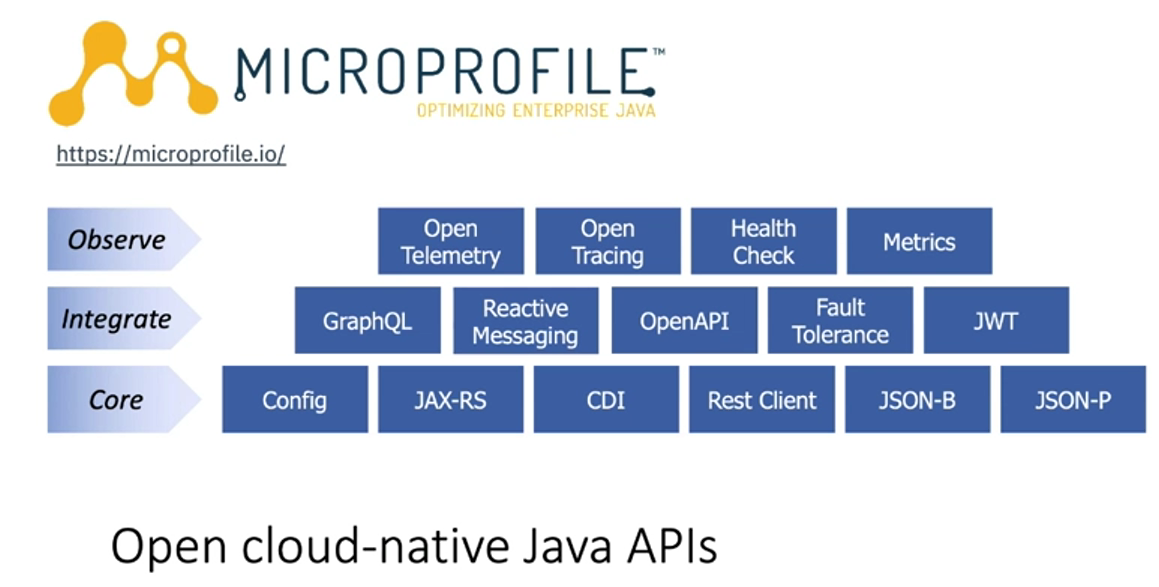 MICROPROFILE™
OPTIMIZING ENTERPRISE JAVA
https://microprofile.io/
Observe
Open
Telemetry
Open
Tracing
Health
Check
Metrics
Integrate
GraphQL
Reactive
Messaging
OpenAPI
Fault
Tolerance
JWT
Core
Config
JAX-RS
CDI
Rest Client
JSON-B
JSON-P
Open cloud-native Java APIs